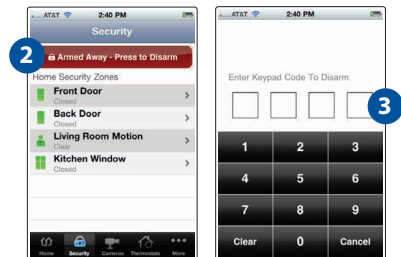 AT&T 2:40 PM
Security
2
Armed Away - Press to Disarm
Home Security Zones
Front Door
Closed
Back Door
Closed
Living Room Motion
Clear
Kitchen Window
Closed
Home Security Cameras Thermostats More
AT&T 2:40 PM
Enter Keypad Code To Disarm
3
1 2 3
4 5 6
7 8 9
Clear 0 Cancel